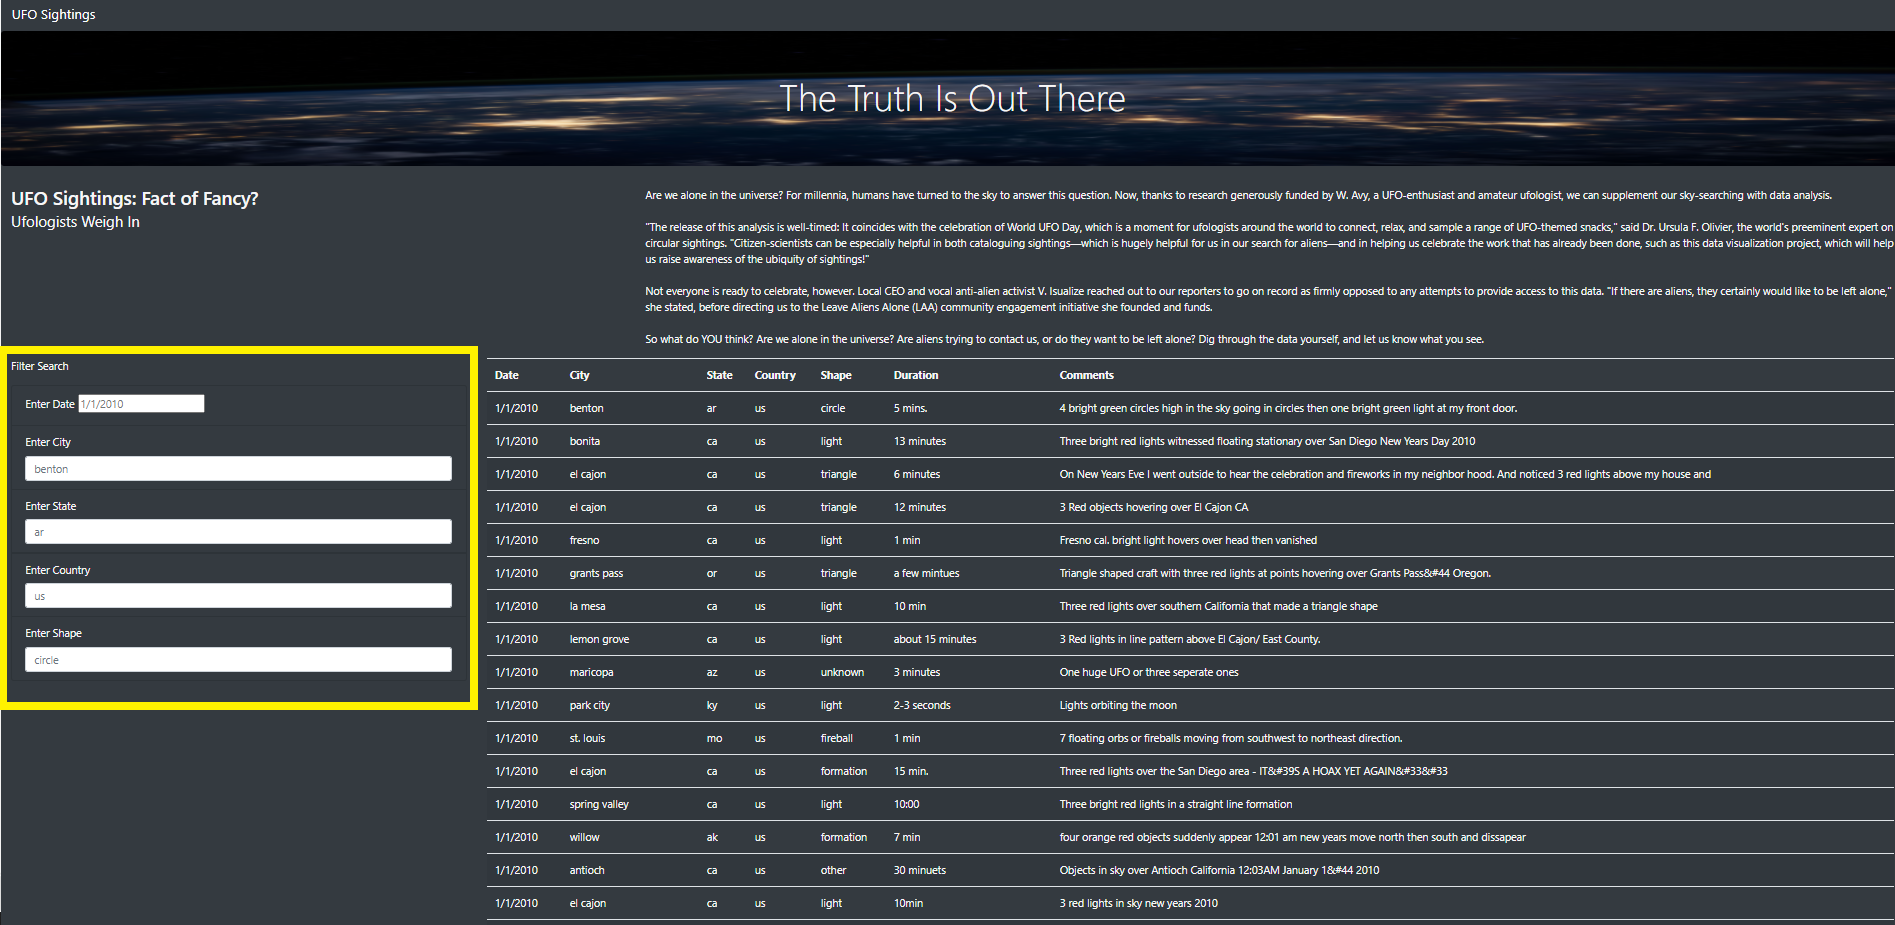 UFO Sightings
The Truth Is Out There
UFO Sightings: Fact of Fancy?
Ufologists Weigh In
Are we alone in the universe? For millennia, humans have turned to the sky to answer this question. Now, thanks to research generously funded by W. Avy, a UFO-enthusiast and amateur ufologist, we can supplement our sky-searching with data analysis.
"The release of this analysis is well-timed: It coincides with the celebration of World UFO Day, which is a moment for ufologists around the world to connect, relax, and sample a range of UFO-themed snacks," said Dr. Ursula F. Olivier, the world's preeminent expert on
circular sightings. "Citizen-scientists can be especially helpful in both cataloguing sightings—which is hugely helpful for us in our search for aliens—and in helping us celebrate the work that has already been done, such as this data visualization project, which will help
us raise awareness of the ubiquity of sightings!"
Not everyone is ready to celebrate, however. Local CEO and vocal anti-alien activist V. Isualize reached out to our reporters to go on record as firmly opposed to any attempts to provide access to this data. "If there are aliens, they certainly would like to be left alone,"
she stated, before directing us to the Leave Aliens Alone (LAA) community engagement initiative she founded and funds.
So what do YOU think? Are we alone in the universe? Are aliens trying to contact us, or do they want to be left alone? Dig through the data yourself, and let us know what you see.
Filter Search
Enter Date 1/1/2010
Enter City
benton
Enter State
ar
Enter Country
us
Enter Shape
circle
Date City State Country Shape Duration Comments
1/1/2010 benton ar us circle 5 mins. 4 bright green circles high in the sky going in circles then one bright green light at my front door.
1/1/2010 bonita ca us light 13 minutes Three bright red lights witnessed floating stationary over San Diego New Years Day 2010
1/1/2010 el cajon ca us triangle 6 minutes On New Years Eve I went outside to hear the celebration and fireworks in my neighbor hood. And noticed 3 red lights above my house and
1/1/2010 el cajon ca us triangle 12 minutes 3 Red objects hovering over El Cajon CA
1/1/2010 fresno ca us light 1 min Fresno cal. bright light hovers over head then vanished
1/1/2010 grants pass or us triangle a few mintues Triangle shaped craft with three red lights at points hovering over Grants Pass&#44 Oregon.
1/1/2010 la mesa ca us light 10 min Three red lights over southern California that made a triangle shape
1/1/2010 lemon grove ca us light about 15 minutes 3 Red lights in line pattern above El Cajon/ East County.
1/1/2010 maricopa az us unknown 3 minutes One huge UFO or three seperate ones
1/1/2010 park city ky us light 2-3 seconds Lights orbiting the moon
1/1/2010 st. louis mo us fireball 1 min 7 floating orbs or fireballs moving from southwest to northeast direction.
1/1/2010 el cajon ca us formation 15 min. Three red lights over the San Diego area - IT&#39S A HOAX YET AGAIN&#33&#33
1/1/2010 spring valley ca us light 10:00 Three bright red lights in a straight line formation
1/1/2010 willow ak us formation 7 min four orange red objects suddenly appear 12:01 am new years move north then south and dissapear
1/1/2010 antioch ca us other 30 minuets Objects in sky over Antioch California 12:03AM January 1&#44 2010
1/1/2010 el cajon ca us light 10min 3 red lights in sky new years 2010